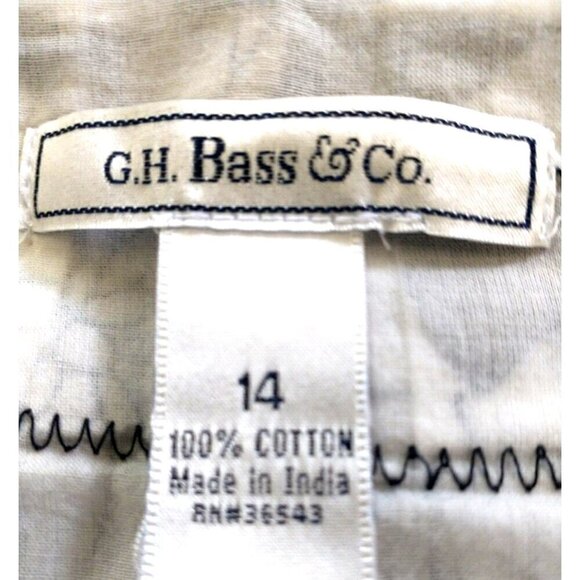 G.H. Bass & Co.
14
100% COTTON
Made in India
RN#36543